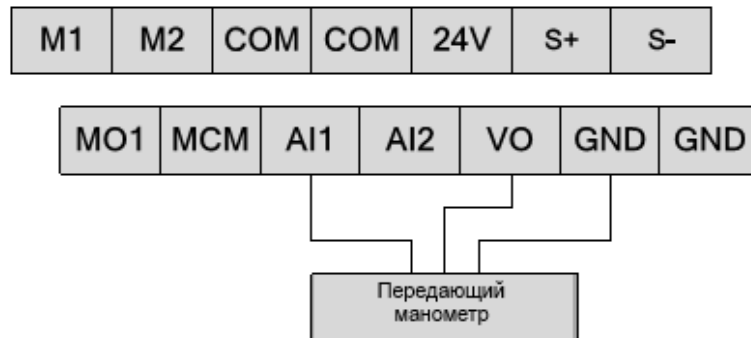 M1 M2 COM COM 24V S+ S-
MO1 MCM AI1 AI2 VO GND GND
Передающий
манометр